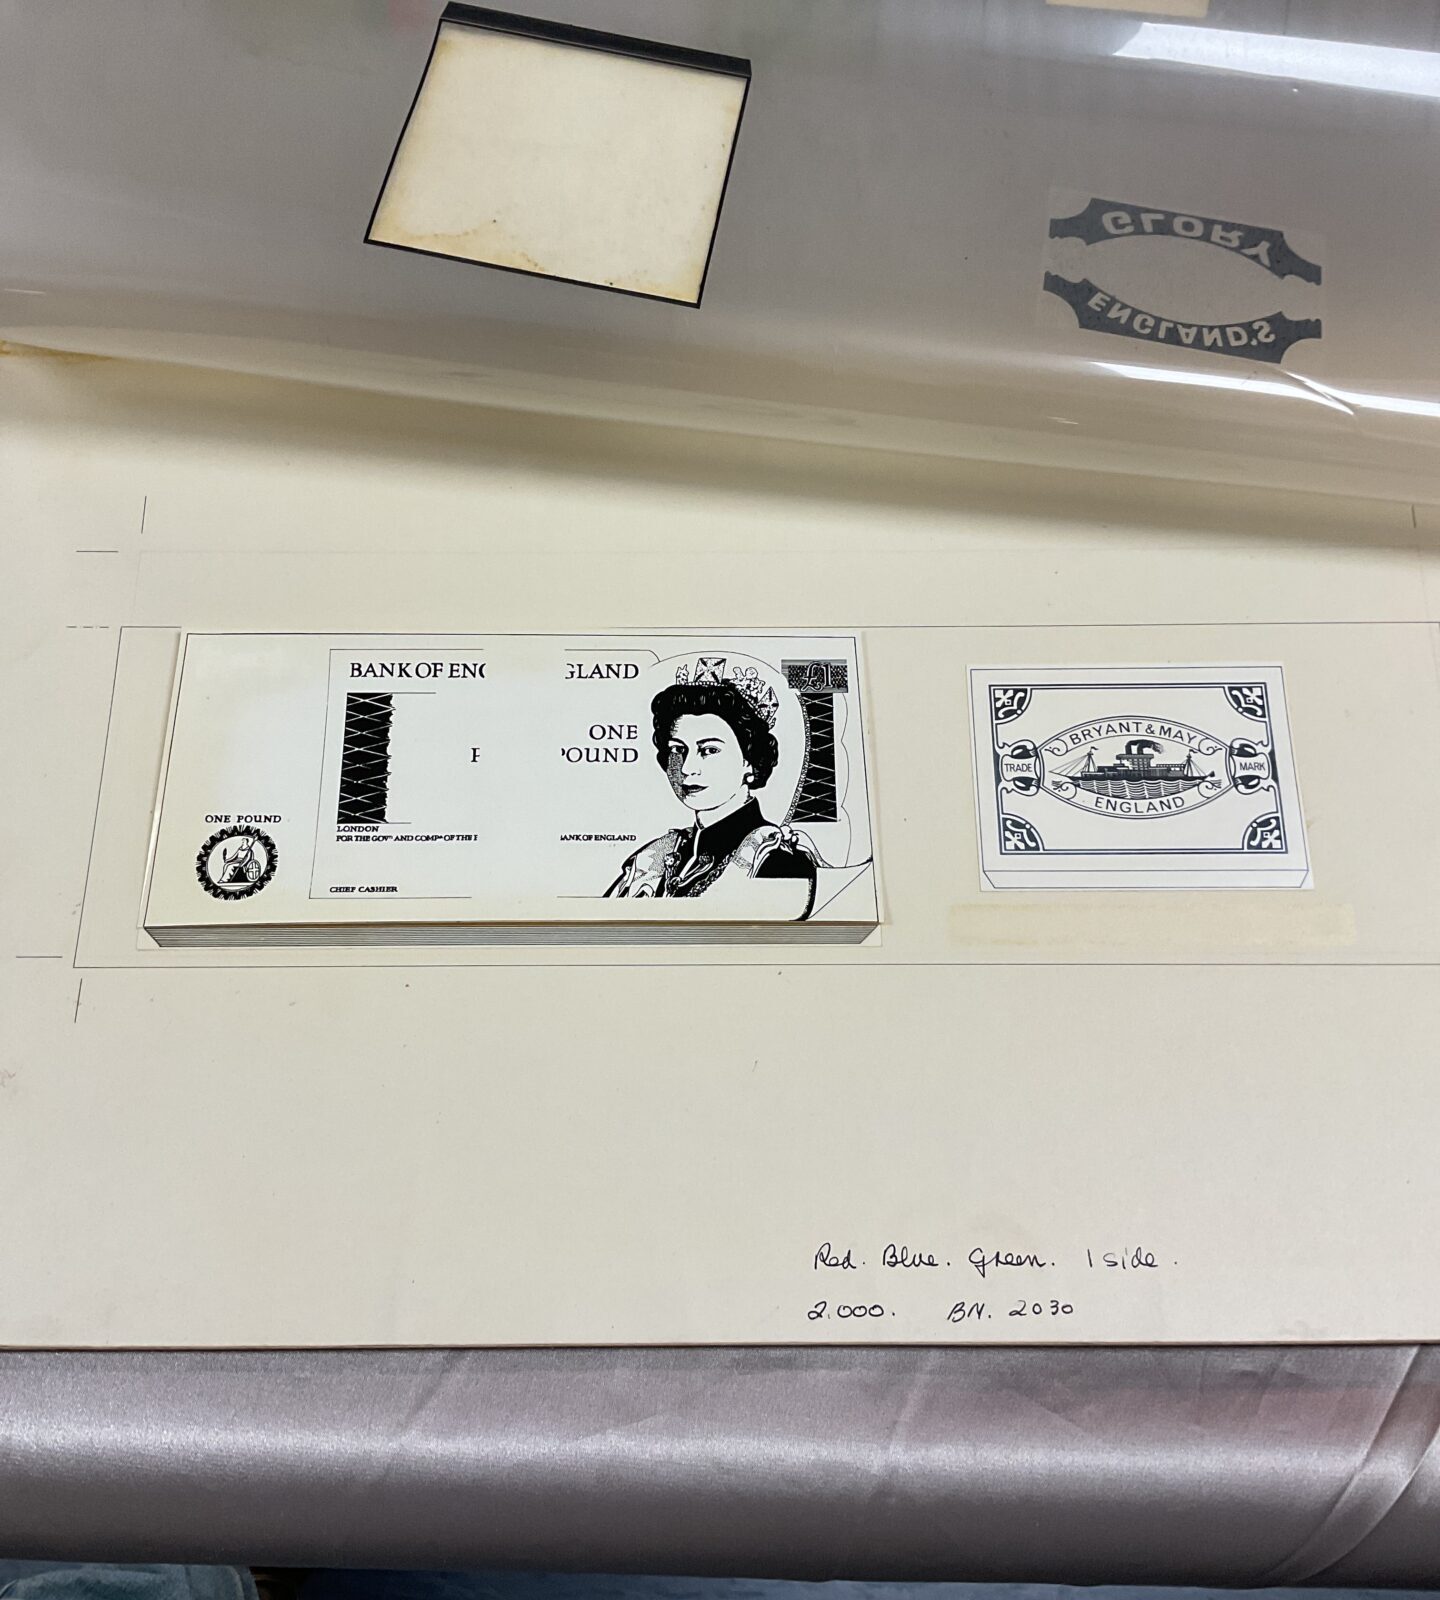 GLORY
ENGLAND'S
BANK OF ENG
GLAND
£1
ONE
P
POUND
ONE POUND
LONDON
FOR THE GOVR AND COMPA OF THE B
BANK OF ENGLAND
CHIEF CASHIER
BRYANT & MAY
TRADE
MARK
ENGLAND
Red. Blue. Green. 1 side.
2,000. BN. 2030